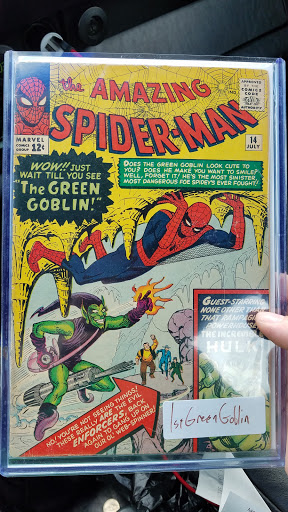 the AMAZING
SPIDER-MAN
APPROVED
BY THE
COMICS
CODE
AUTHORITY
MARVEL
COMICS
GROUP
12¢
IND.
14
JULY
WOW!! JUST
WAIT TILL YOU SEE
"The GREEN
GOBLIN!"
DOES THE GREEN GOBLIN LOOK CUTE TO
YOU? DOES HE MAKE YOU WANT TO SMILE?
WELL, FORGET IT! HE'S THE MOST SINISTER,
MOST DANGEROUS FOE SPIDEY'S EVER FOUGHT!
GUEST-STARRING
NONE OTHER THAN
THAT
POWERHOUSE
THE INCREDIBLE
HULK
NO! YOU'RE NOT SEEING THINGS!
THESE REALLY ARE THE EVIL
ENFORCERS, BACK
AGAIN TO GANG UP ON
OUR OL' WEB-SPINNER!
1st Green Goblin